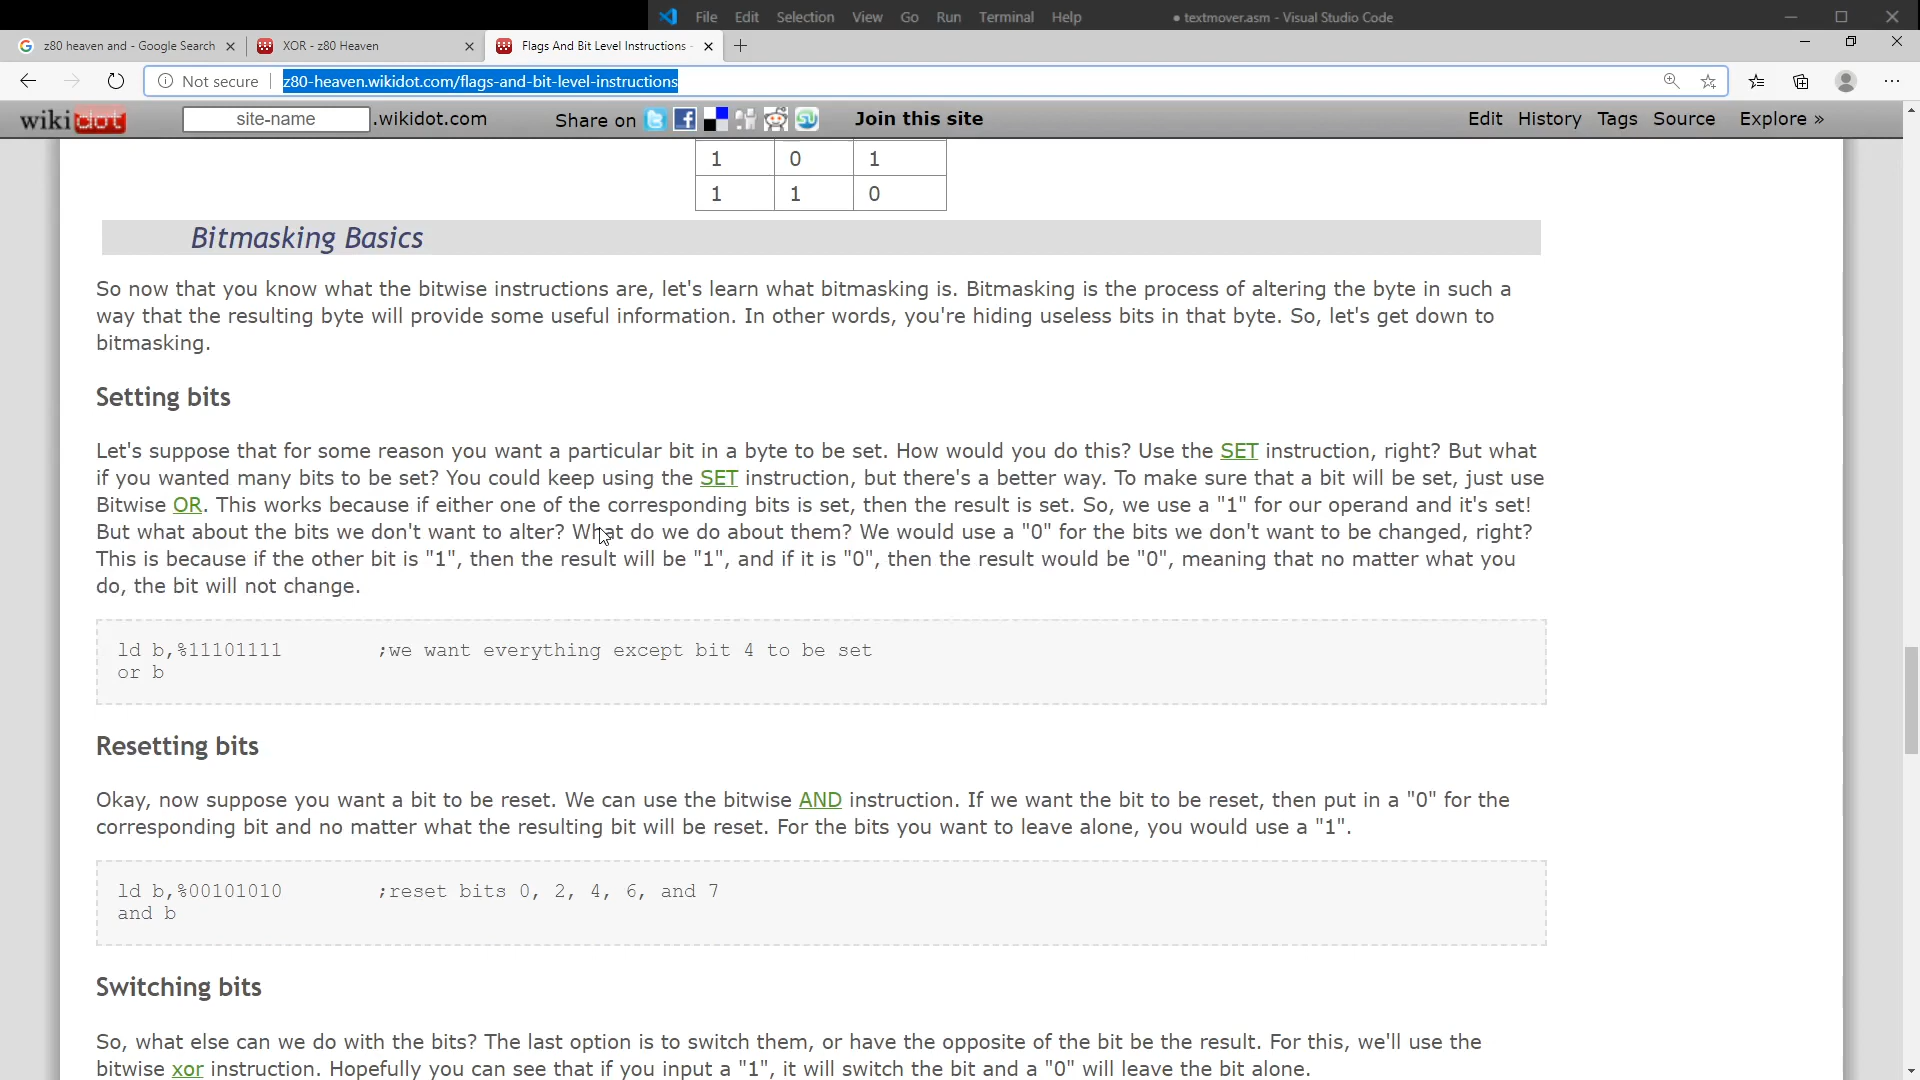 File Edit Selection View Go Run Terminal Help ● textmover.asm - Visual Studio Code
z80 heaven and - Google Search XOR - z80 Heaven Flags And Bit Level Instructions -
Not secure z80-heaven.wikidot.com/flags-and-bit-level-instructions
wikidot site-name .wikidot.com Share on Join this site Edit History Tags Source Explore »
1 0 1
1 1 0
Bitmasking Basics
So now that you know what the bitwise instructions are, let's learn what bitmasking is. Bitmasking is the process of altering the byte in such a
way that the resulting byte will provide some useful information. In other words, you're hiding useless bits in that byte. So, let's get down to
bitmasking.
Setting bits
Let's suppose that for some reason you want a particular bit in a byte to be set. How would you do this? Use the SET instruction, right? But what
if you wanted many bits to be set? You could keep using the SET instruction, but there's a better way. To make sure that a bit will be set, just use
Bitwise OR. This works because if either one of the corresponding bits is set, then the result is set. So, we use a "1" for our operand and it's set!
But what about the bits we don't want to alter? What do we do about them? We would use a "0" for the bits we don't want to be changed, right?
This is because if the other bit is "1", then the result will be "1", and if it is "0", then the result would be "0", meaning that no matter what you
do, the bit will not change.
ld b,%11101111 ;we want everything except bit 4 to be set
or b
Resetting bits
Okay, now suppose you want a bit to be reset. We can use the bitwise AND instruction. If we want the bit to be reset, then put in a "0" for the
corresponding bit and no matter what the resulting bit will be reset. For the bits you want to leave alone, you would use a "1".
ld b,%00101010 ;reset bits 0, 2, 4, 6, and 7
and b
Switching bits
So, what else can we do with the bits? The last option is to switch them, or have the opposite of the bit be the result. For this, we'll use the
bitwise xor instruction. Hopefully you can see that if you input a "1", it will switch the bit and a "0" will leave the bit alone.